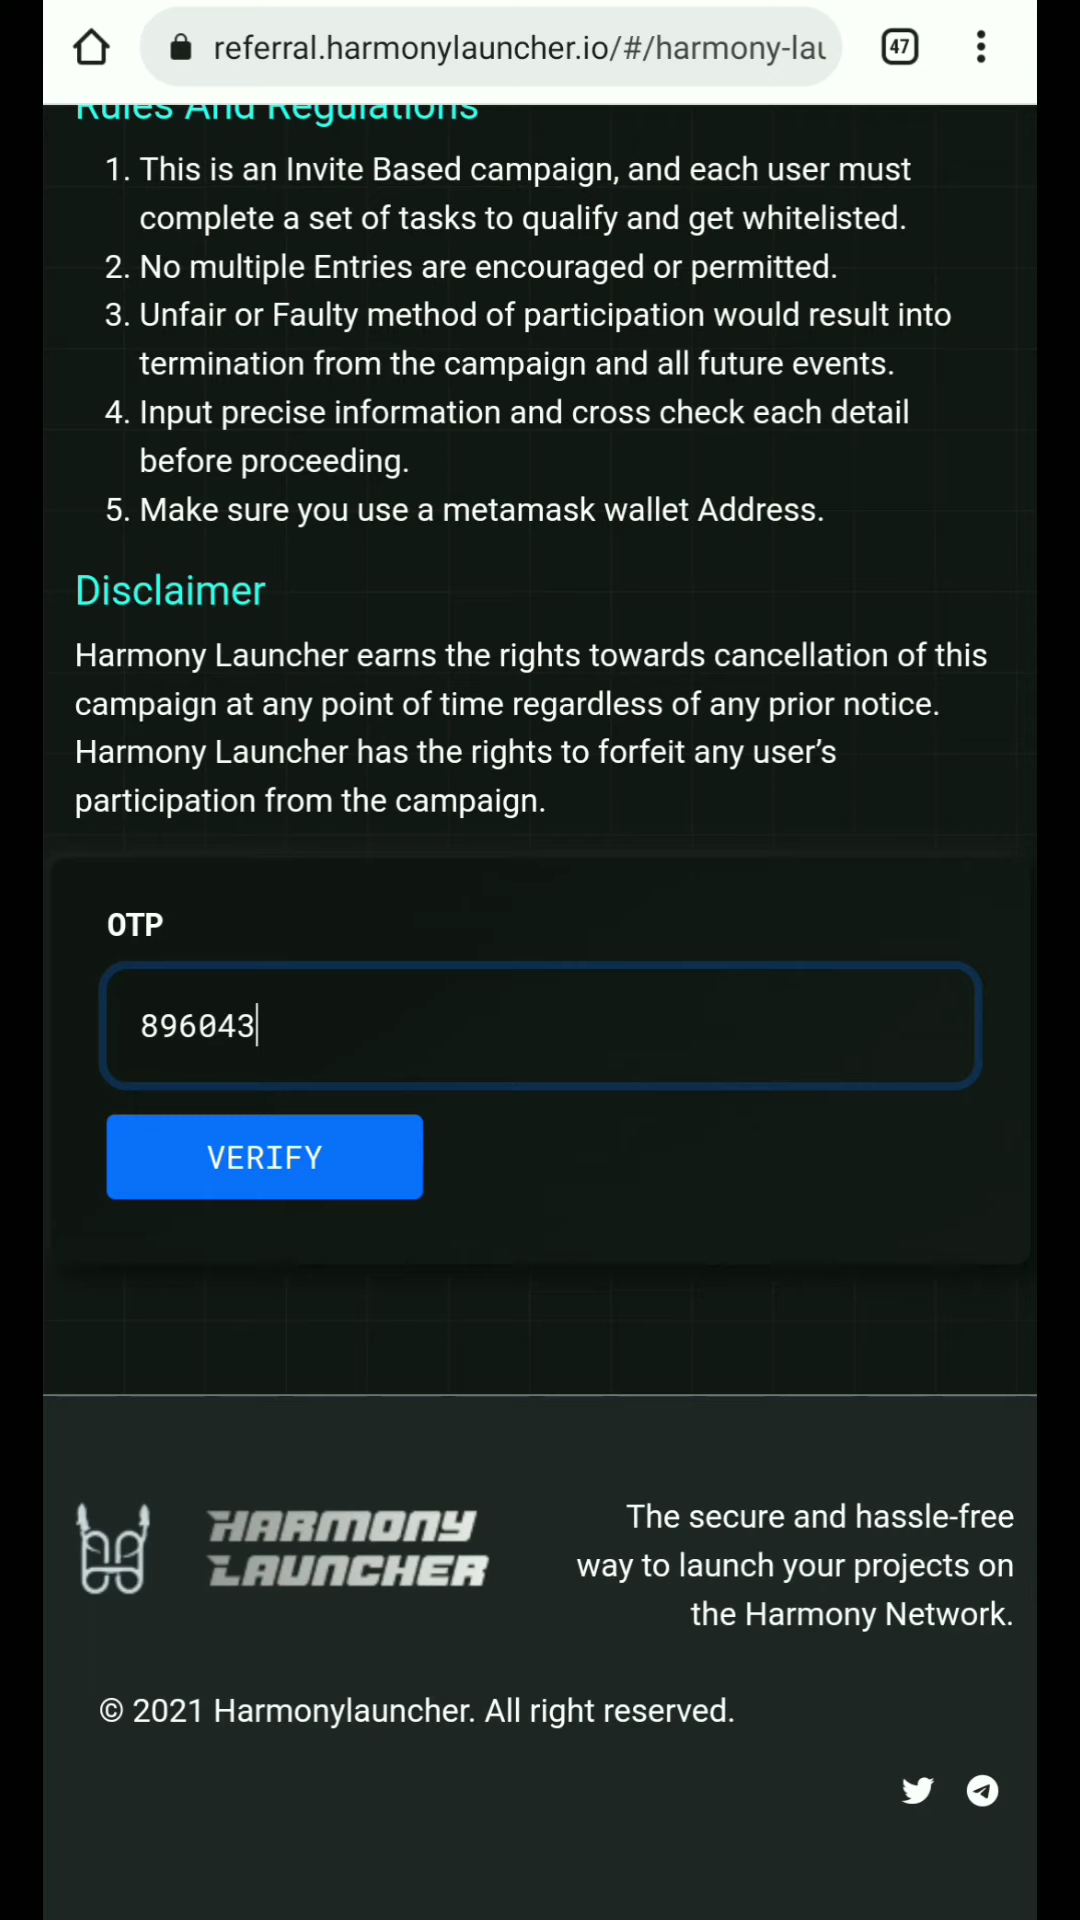 referral.harmonylauncher.io/#/harmony-lau
47
Rules And Regulations
1. This is an Invite Based campaign, and each user must
complete a set of tasks to qualify and get whitelisted.
2. No multiple Entries are encouraged or permitted.
3. Unfair or Faulty method of participation would result into
termination from the campaign and all future events.
4. Input precise information and cross check each detail
before proceeding.
5. Make sure you use a metamask wallet Address.
Disclaimer
Harmony Launcher earns the rights towards cancellation of this
campaign at any point of time regardless of any prior notice.
Harmony Launcher has the rights to forfeit any user’s
participation from the campaign.
OTP
896043
VERIFY
HARMONY
LAUNCHER
The secure and hassle-free
way to launch your projects on
the Harmony Network.
© 2021 Harmonylauncher. All right reserved.